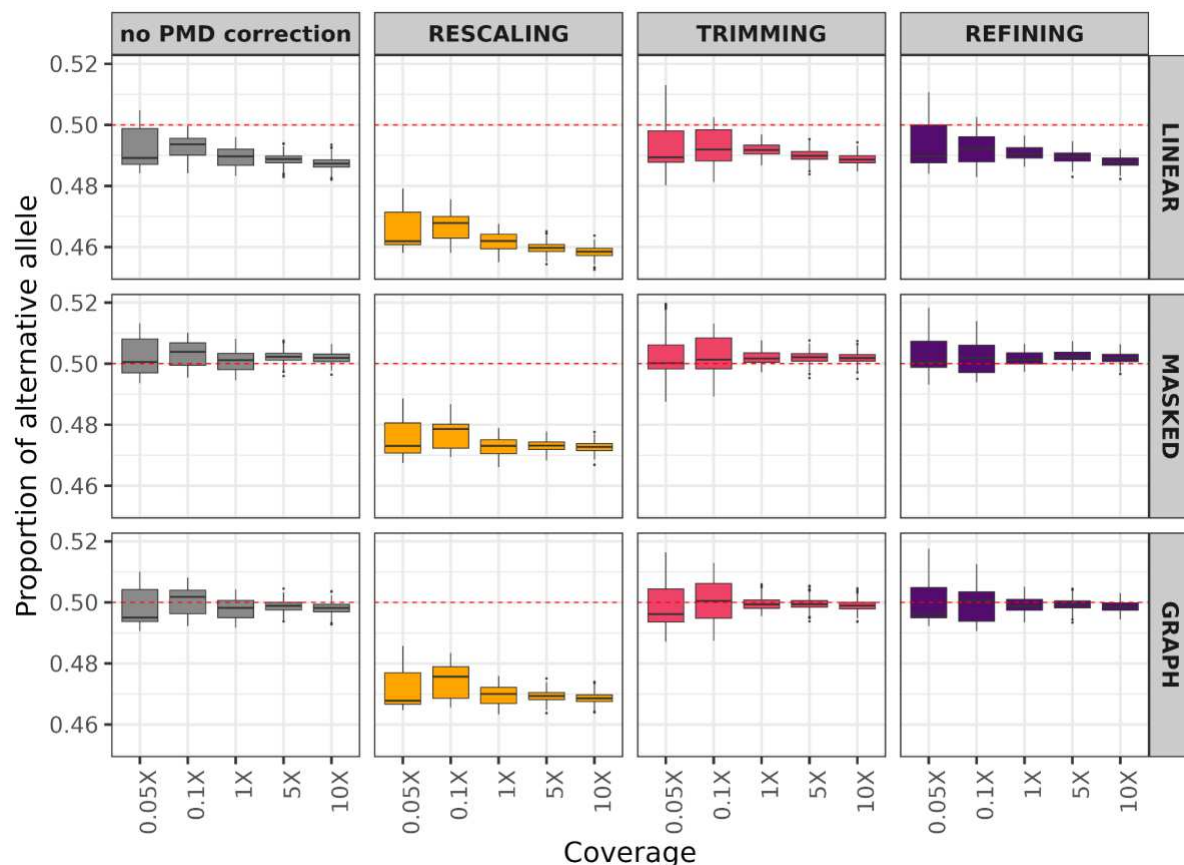 no PMD correction RESCALING TRIMMING REFINING
0.52
0.50
0.48
0.46
LINEAR
0.52
0.50
0.48
0.46
MASKED
0.52
0.50
0.48
0.46
GRAPH
Proportion of alternative allele
0.05X 0.1X 1X 5X 10X 0.05X 0.1X 1X 5X 10X 0.05X 0.1X 1X 5X 10X 0.05X 0.1X 1X 5X 10X
Coverage